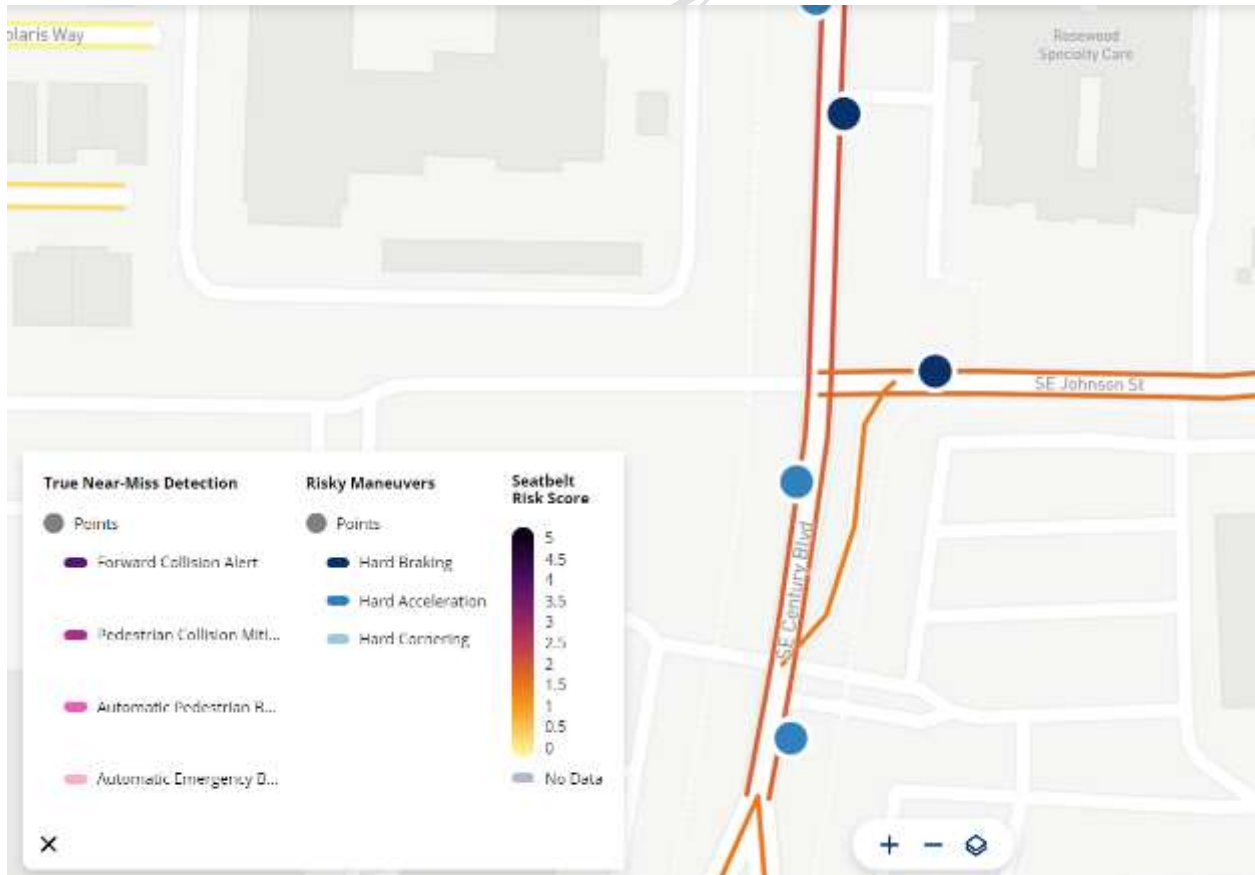 olaris Way
Rosewood
Specialty Care
SE Johnson St
SE Century Blvd
True Near-Miss Detection
Points
Forward Collision Alert
Pedestrian Collision Miti...
Automatic Pedestrian B...
Automatic Emergency B...
Risky Maneuvers
Points
Hard Braking
Hard Acceleration
Hard Cornering
Seatbelt
Risk Score
5
4.5
4
3.5
3
2.5
2
1.5
1
0.5
0
No Data